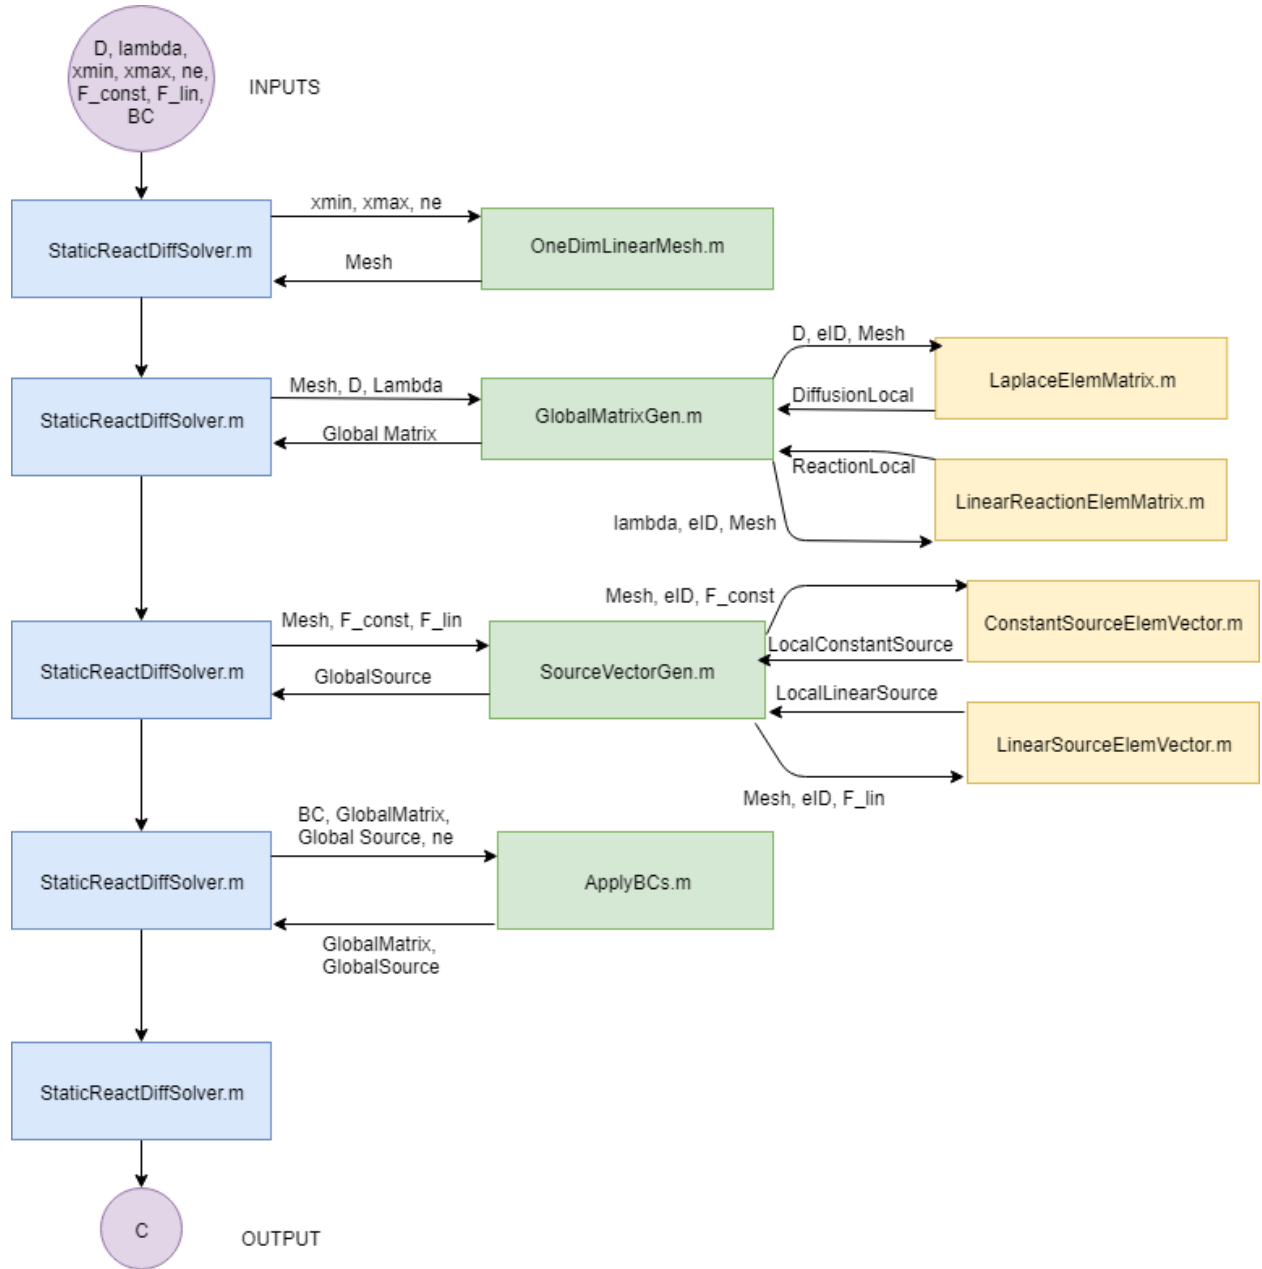 D, lambda,
xmin, xmax, ne,
F_const, F_lin,
BC
INPUTS
StaticReactDiffSolver.m
xmin, xmax, ne
Mesh
OneDimLinearMesh.m
StaticReactDiffSolver.m
Mesh, D, Lambda
Global Matrix
GlobalMatrixGen.m
D, eID, Mesh
DiffusionLocal
LaplaceElemMatrix.m
ReactionLocal
lambda, eID, Mesh
LinearReactionElemMatrix.m
StaticReactDiffSolver.m
Mesh, F_const, F_lin
GlobalSource
SourceVectorGen.m
Mesh, eID, F_const
LocalConstantSource
ConstantSourceElemVector.m
LocalLinearSource
Mesh, eID, F_lin
LinearSourceElemVector.m
StaticReactDiffSolver.m
BC, GlobalMatrix,
Global Source, ne
GlobalMatrix,
GlobalSource
ApplyBCs.m
StaticReactDiffSolver.m
C
OUTPUT